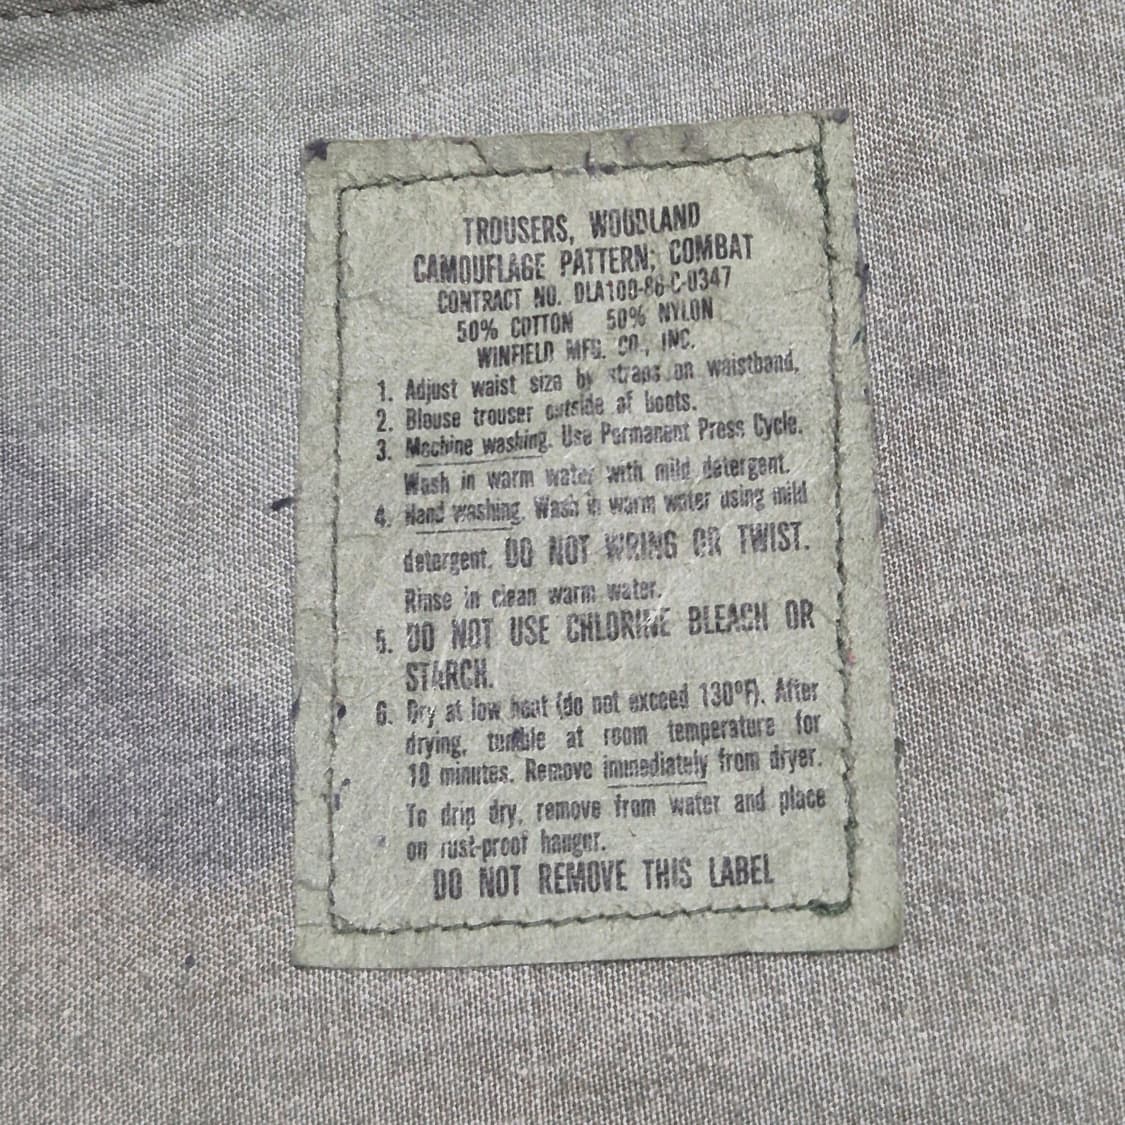 TROUSERS, WOODLAND
CAMOUFLAGE PATTERN; COMBAT
CONTRACT NO. DLA100-86-C-0347
50% COTTON 50% NYLON
WINFIELD MFG. CO., INC.
1. Adjust waist size by straps on waistband.
2. Blouse trouser outside of boots.
3. Machine washing. Use Permanent Press Cycle.
Wash in warm water with mild detergent.
4. Hand washing. Wash in warm water using mild
detergent. DO NOT WRING OR TWIST.
Rinse in clean warm water.
5. DO NOT USE CHLORINE BLEACH OR
STARCH.
6. Dry at low heat (do not exceed 130°F). After
drying, tumble at room temperature for
10 minutes. Remove immediately from dryer.
To drip dry, remove from water and place
on rust-proof hanger.
DO NOT REMOVE THIS LABEL